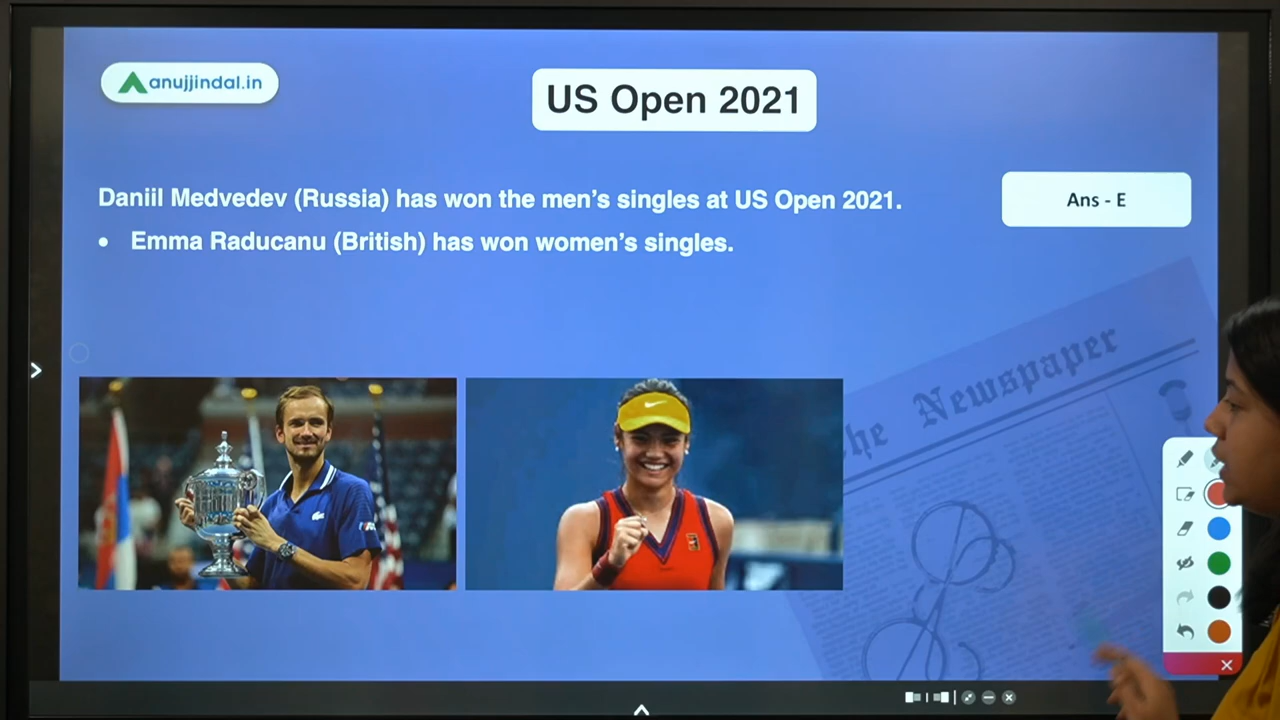 anujjindal.in
US Open 2021
Daniil Medvedev (Russia) has won the men's singles at US Open 2021.
Ans - E
• Emma Raducanu (British) has won women's singles.
the Newspaper